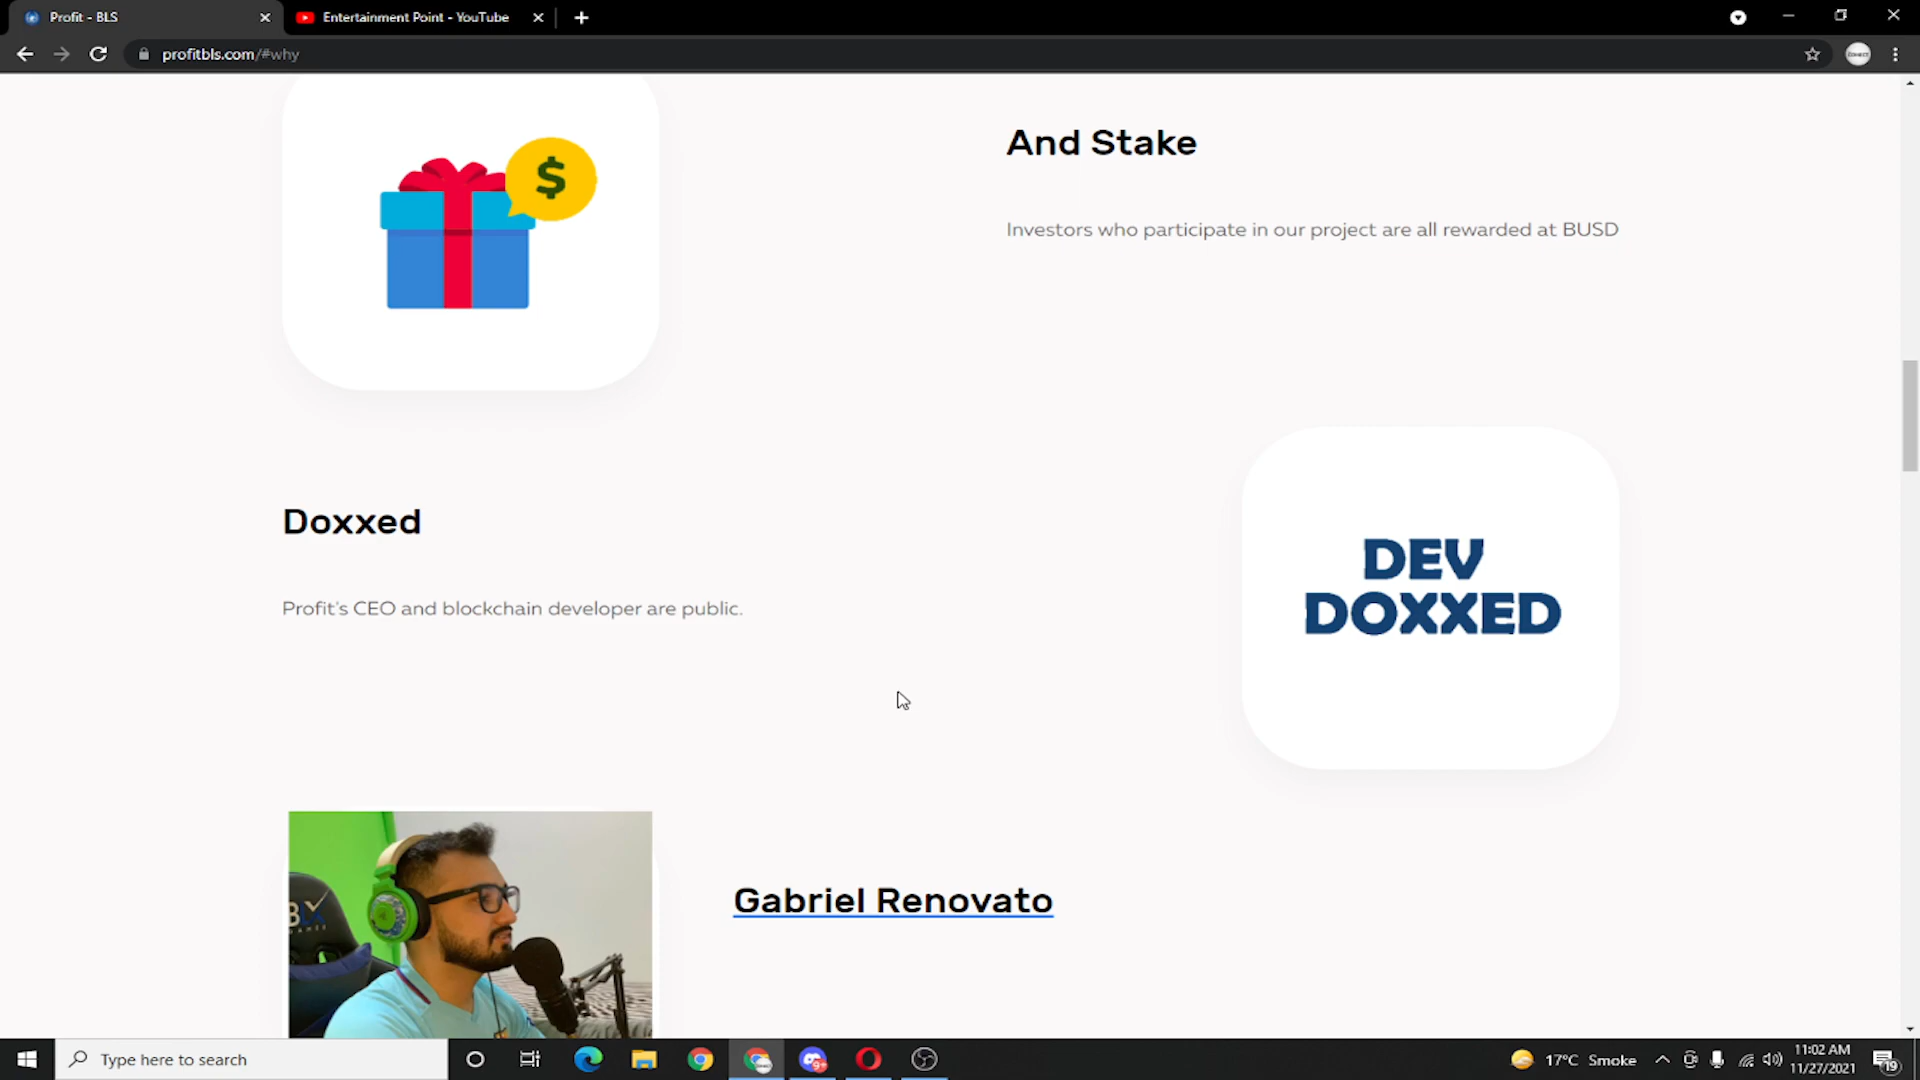 Profit - BLS
Entertainment Point - YouTube
profitbls.com/#why
$
And Stake
Investors who participate in our project are all rewarded at BUSD
Doxxed
Profit's CEO and blockchain developer are public.
DEV
DOXXED
Gabriel Renovato
Type here to search
9+
17°C Smoke
11:02 AM
11/27/2021
19